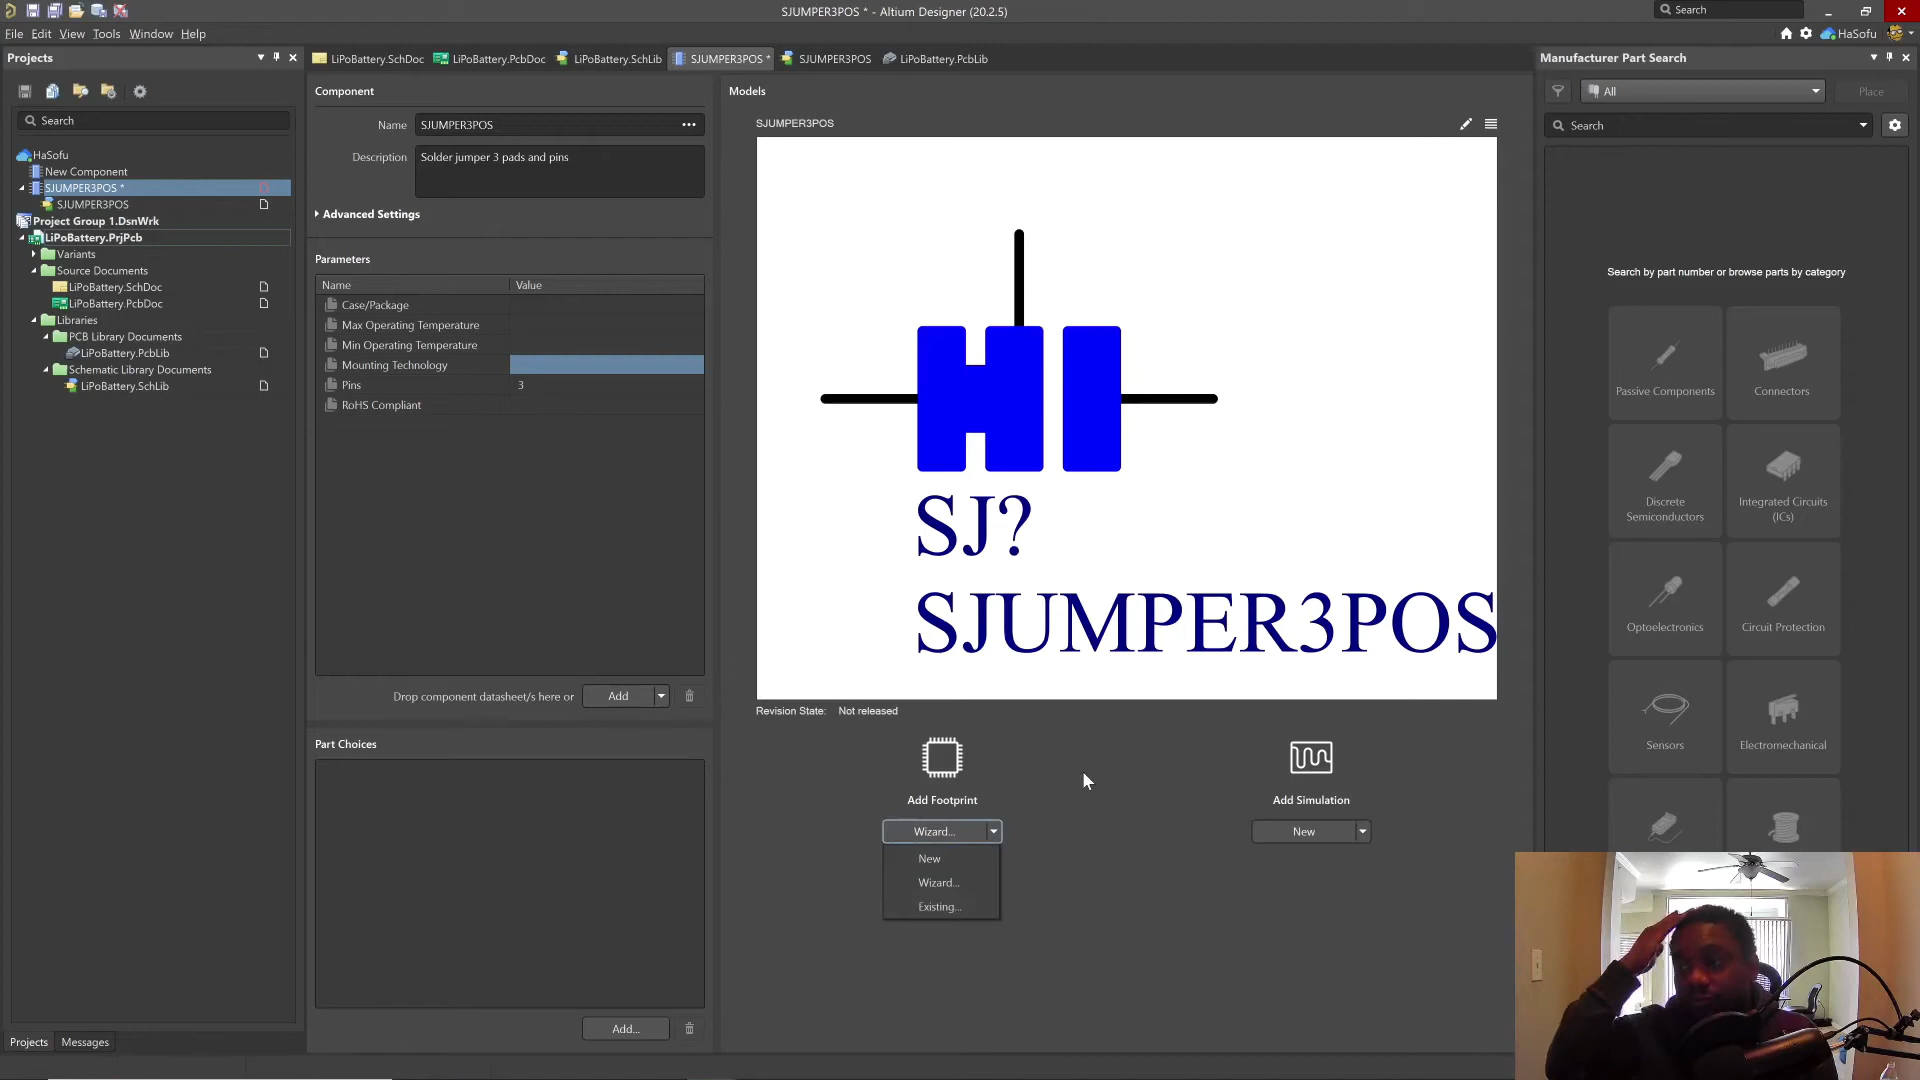 SJUMPER3POS * - Altium Designer (20.2.5)
Search
File Edit View Tools Window Help
HaSofu
Projects
LiPoBattery.SchDoc
LiPoBattery.PcbDoc
LiPoBattery.SchLib
SJUMPER3POS *
SJUMPER3POS
LiPoBattery.PcbLib
Manufacturer Part Search
Search
HaSofu
New Component
SJUMPER3POS *
SJUMPER3POS
Project Group 1.DsnWrk
LiPoBattery.PrjPcb
Variants
Source Documents
LiPoBattery.SchDoc
LiPoBattery.PcbDoc
Libraries
PCB Library Documents
LiPoBattery.PcbLib
Schematic Library Documents
LiPoBattery.SchLib
Projects
Messages
Component
Name SJUMPER3POS
Description Solder jumper 3 pads and pins
Advanced Settings
Parameters
Name Value
Case/Package
Max Operating Temperature
Min Operating Temperature
Mounting Technology
Pins 3
RoHS Compliant
Drop component datasheet/s here or Add
Part Choices
Add...
Models
SJUMPER3POS
SJ?
SJUMPER3POS
Revision State: Not released
Add Footprint
Wizard...
New
Wizard...
Existing...
Add Simulation
New
All
Place
Search
Search by part number or browse parts by category
Passive Components
Connectors
Discrete
Semiconductors
Integrated Circuits
(ICs)
Optoelectronics
Circuit Protection
Sensors
Electromechanical